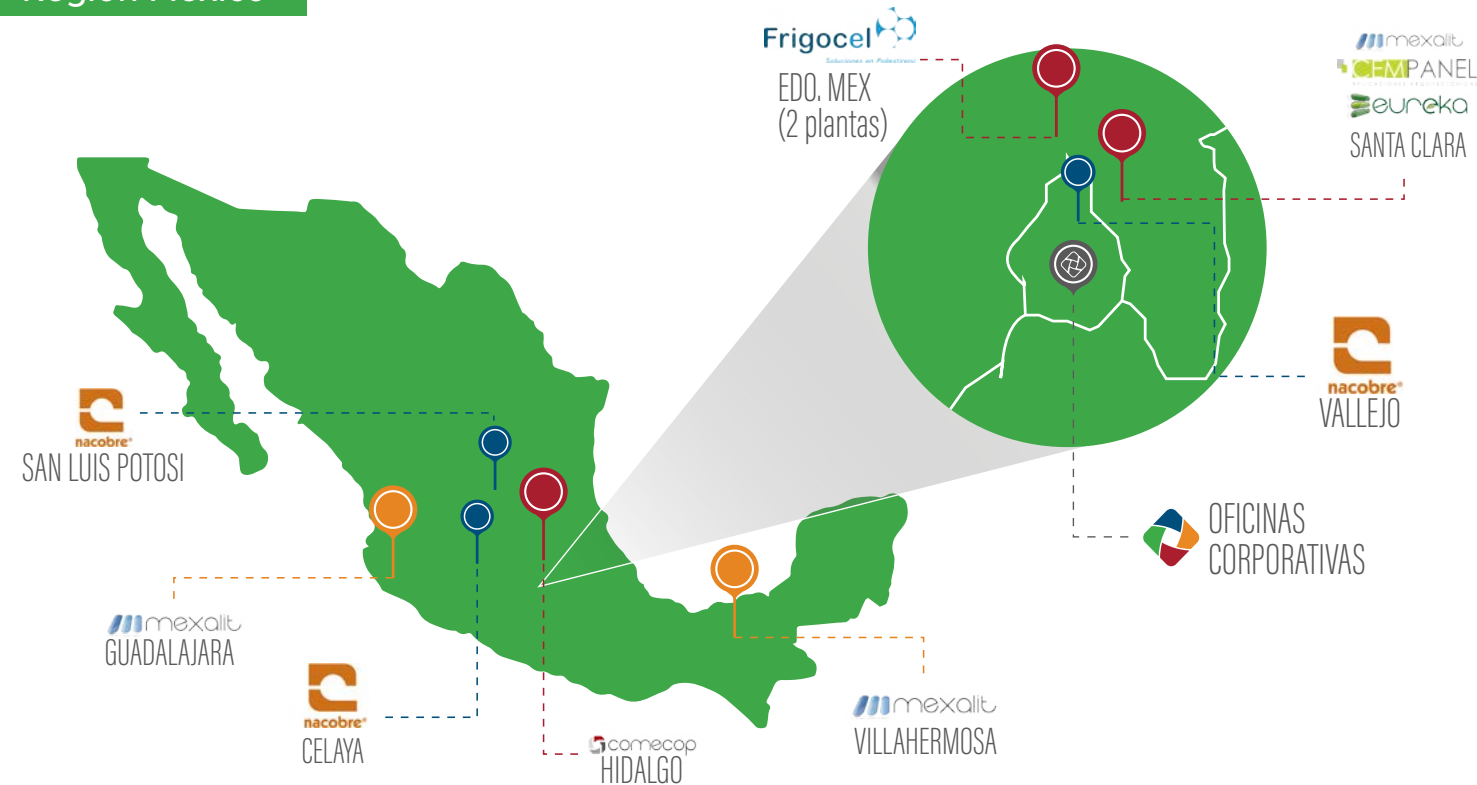 Región México
Frigocel
Soluciones en Poliestireno
EDO. MEX
(2 plantas)
mexalit
CEMPANEL
eureka
SANTA CLARA
nacobre®
VALLEJO
nacobre®
SAN LUIS POTOSI
OFICINAS
CORPORATIVAS
mexalit
GUADALAJARA
nacobre®
CELAYA
comecop
HIDALGO
mexalit
VILLAHERMOSA